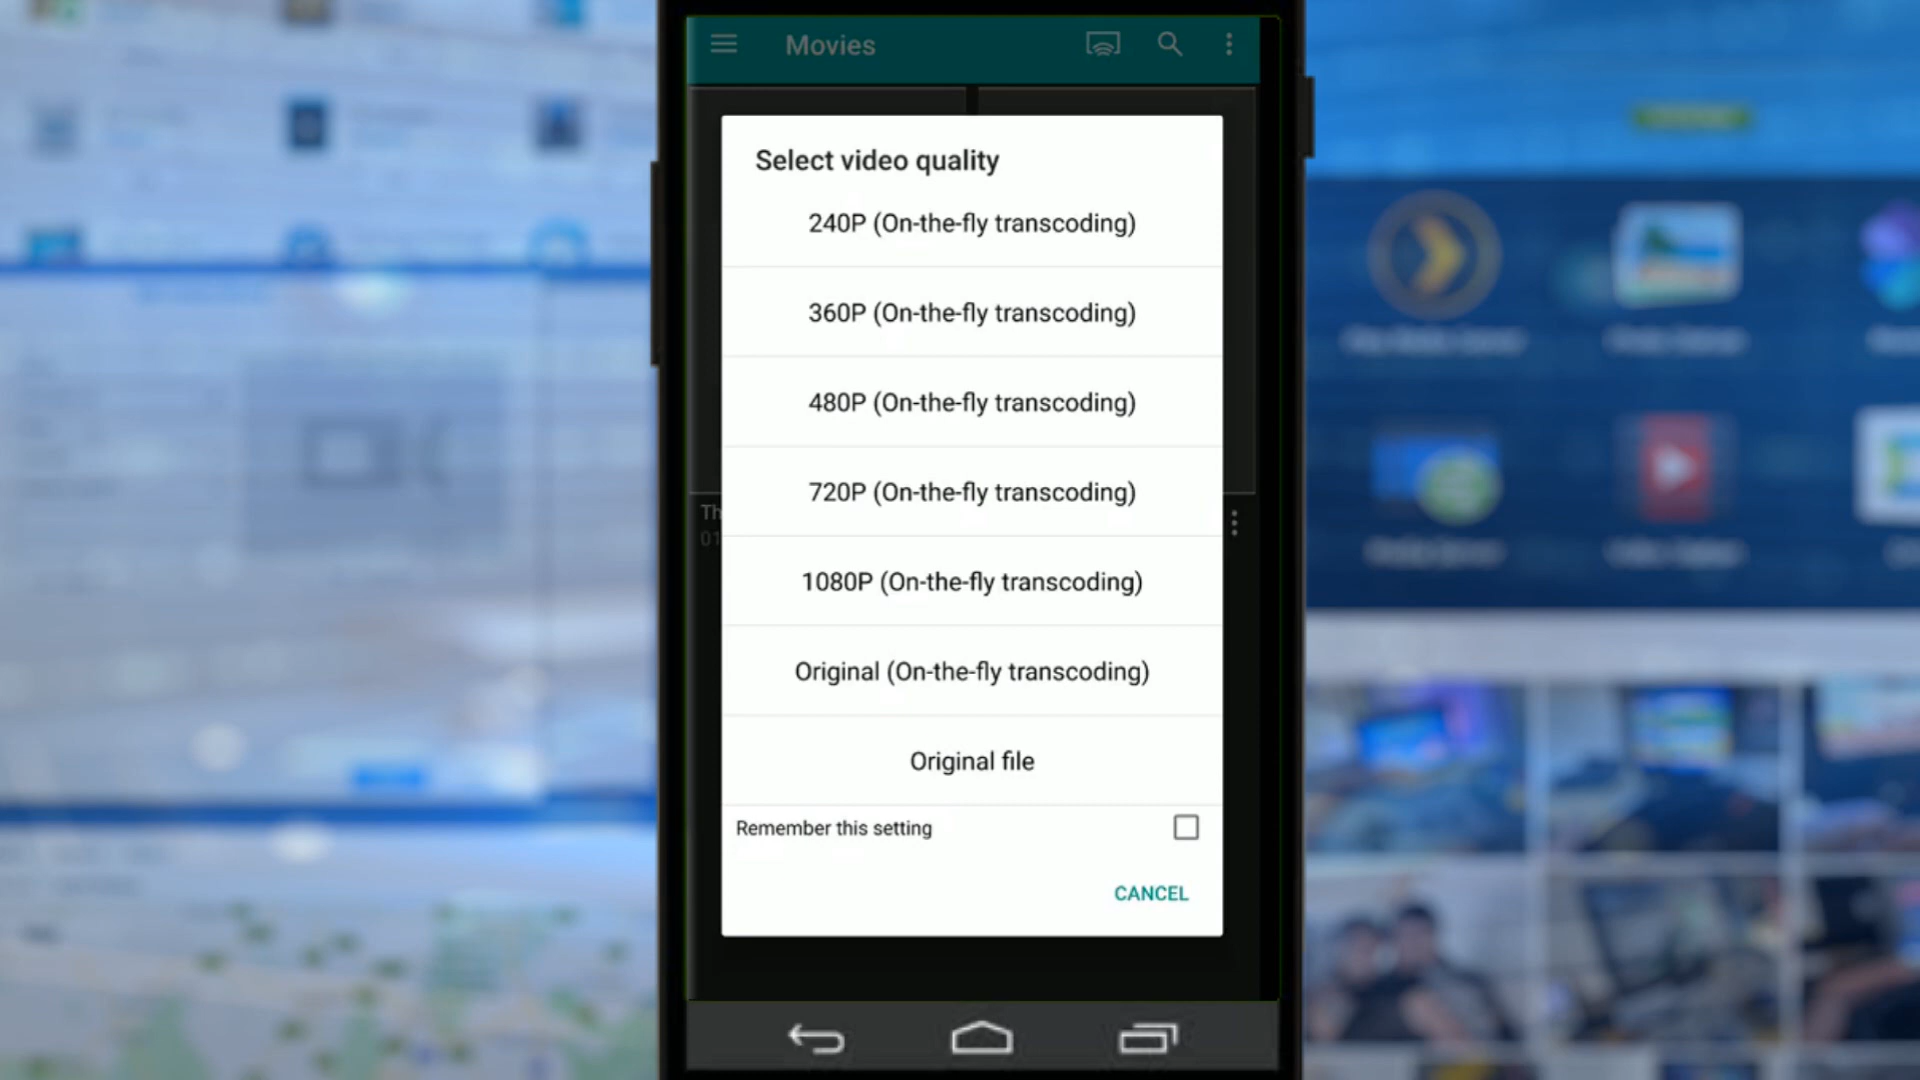 Movies
Select video quality
240P (On-the-fly transcoding)
360P (On-the-fly transcoding)
480P (On-the-fly transcoding)
720P (On-the-fly transcoding)
1080P (On-the-fly transcoding)
Original (On-the-fly transcoding)
Original file
Remember this setting
CANCEL
Th
01